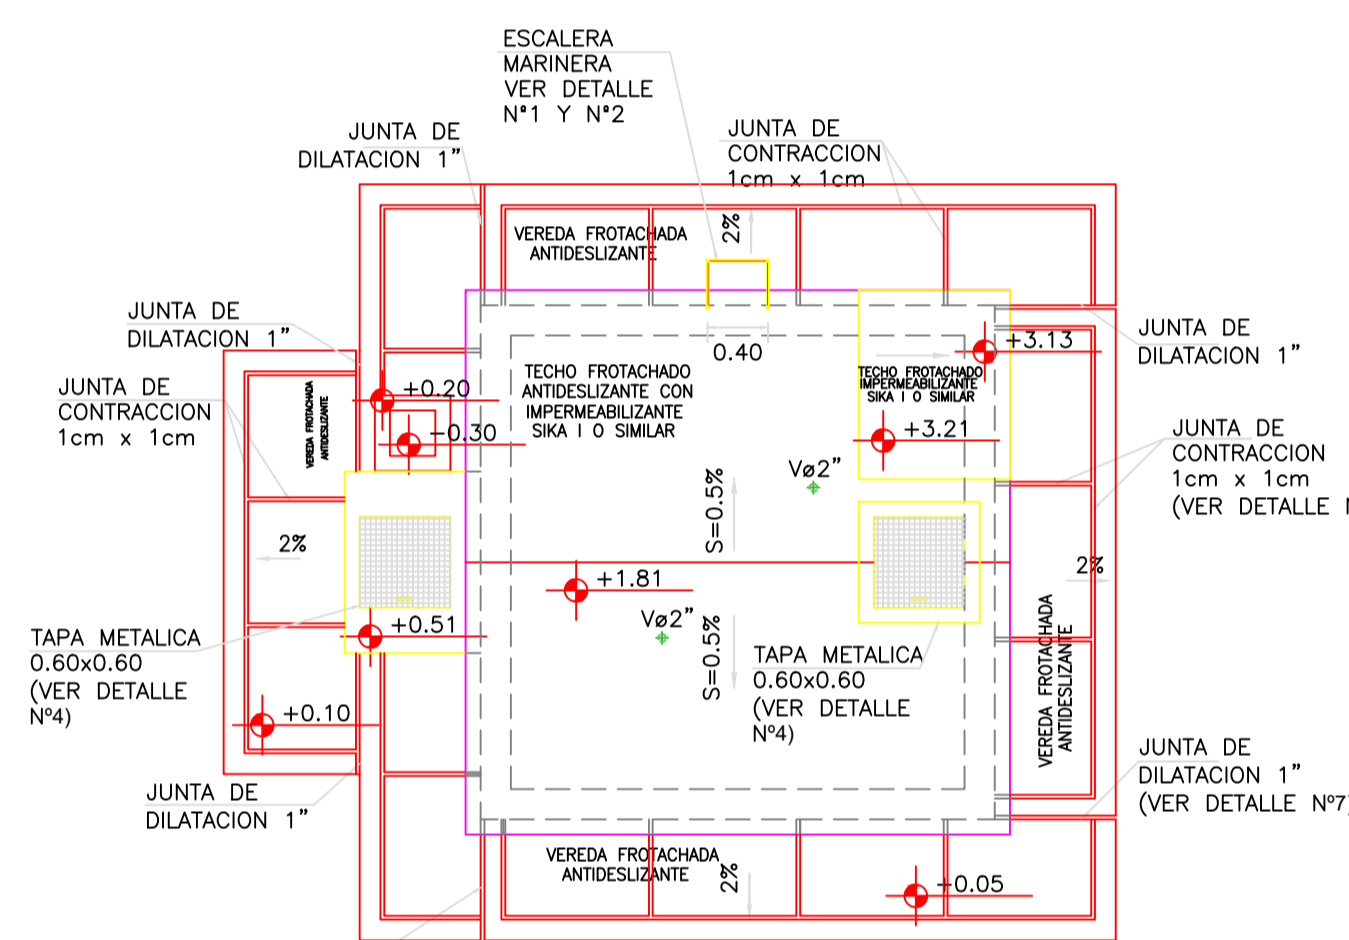 ESCALERA
MARINERA
VER DETALLE
N°1 Y N°2
JUNTA DE
DILATACION 1"
JUNTA DE
CONTRACCION
1cm x 1cm
VEREDA FROTACHADA
ANTIDESLIZANTE
2%
JUNTA DE
DILATACION 1"
JUNTA DE
CONTRACCION
1cm x 1cm
VEREDA FROTACHADA
ANTIDESLIZANTE
+0.20
-0.30
0.40
TECHO FROTACHADO
ANTIDESLIZANTE CON
IMPERMEABILIZANTE
SIKA I O SIMILAR
+3.13
TECHO FROTACHADO
IMPERMEABILIZANTE
SIKA I O SIMILAR
+3.21
JUNTA DE
DILATACION 1"
JUNTA DE
CONTRACCION
1cm x 1cm
(VER DETALLE
Vø2"
S=0.5%
2%
+1.81
2%
+0.51
Vø2"
S=0.5%
TAPA METALICA
0.60x0.60
(VER DETALLE
Nº4)
TAPA METALICA
0.60x0.60
(VER DETALLE
Nº4)
VEREDA FROTACHADA
ANTIDESLIZANTE
+0.10
JUNTA DE
DILATACION 1"
JUNTA DE
DILATACION 1"
(VER DETALLE Nº7)
VEREDA FROTACHADA
ANTIDESLIZANTE
2%
+0.05